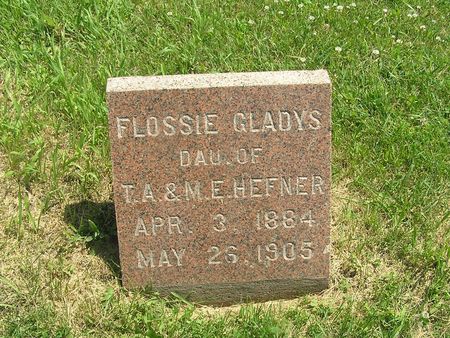 FLOSSIE GLADYS
DAU. OF
T. A. & M. E. HEFNER
APR. 3, 1884
MAY 26, 1905